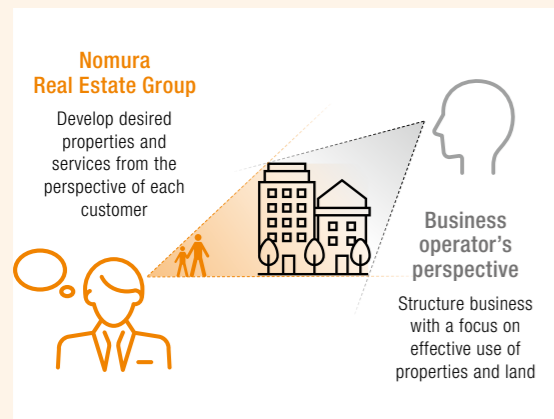 Nomura
Real Estate Group
Develop desired
properties and
services from the
perspective of each
customer
Business
operator's
perspective
Structure business
with a focus on
effective use of
properties and land